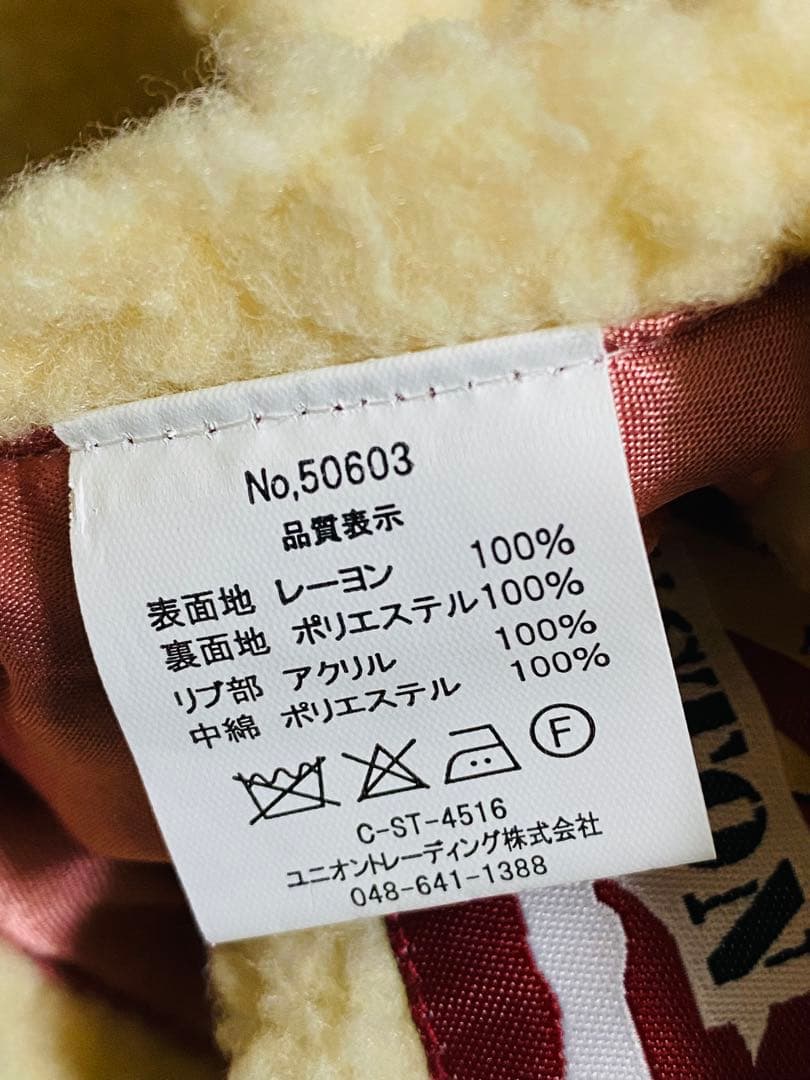 No,50603
品質表示
表面地 レーヨン 100%
裏面地 ポリエステル100%
リブ部 アクリル 100%
中綿 ポリエステル 100%
F
C-ST-4516
ユニオントレーディング株式会社
048-641-1388